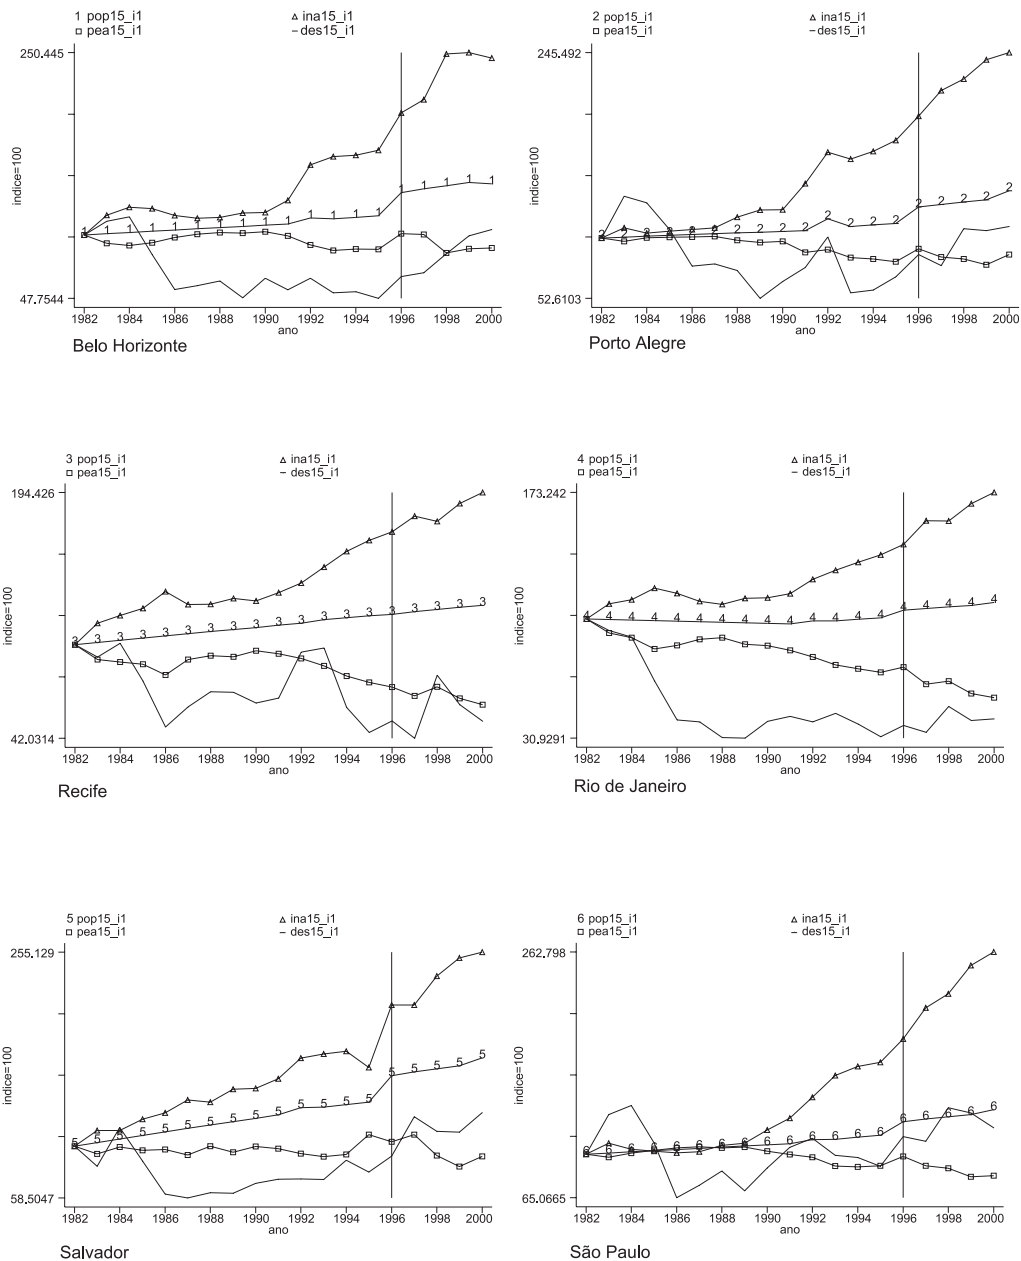 1 pop15_i1 ina15_i1
pea15_i1 des15_i1
250.445
indice=100
47.7544
1982 1984 1986 1988 1990 1992 1994 1996 1998 2000
ano
Belo Horizonte
2 pop15_i1 ina15_i1
pea15_i1 des15_i1
245.492
indice=100
52.6103
1982 1984 1986 1988 1990 1992 1994 1996 1998 2000
ano
Porto Alegre
3 pop15_i1 ina15_i1
pea15_i1 des15_i1
194.426
indice=100
42.0314
1982 1984 1986 1988 1990 1992 1994 1996 1998 2000
ano
Recife
4 pop15_i1 ina15_i1
pea15_i1 des15_i1
173.242
indice=100
30.9291
1982 1984 1986 1988 1990 1992 1994 1996 1998 2000
ano
Rio de Janeiro
5 pop15_i1 ina15_i1
pea15_i1 des15_i1
255.129
indice=100
58.5047
1982 1984 1986 1988 1990 1992 1994 1996 1998 2000
ano
Salvador
6 pop15_i1 ina15_i1
pea15_i1 des15_i1
262.798
indice=100
65.0665
1982 1984 1986 1988 1990 1992 1994 1996 1998 2000
ano
São Paulo